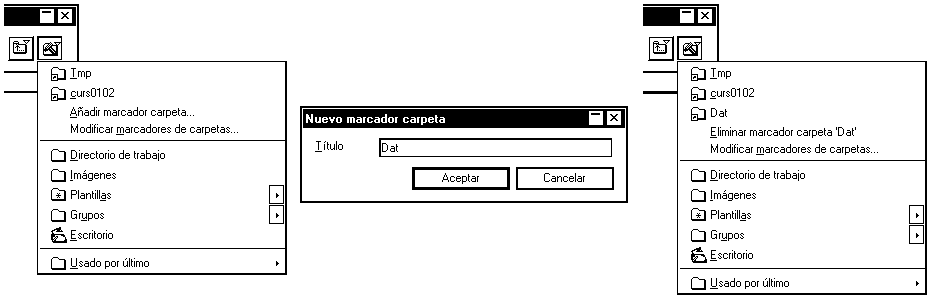 Tmp
curs0102
Añadir marcador carpeta...
Modificar marcadores de carpetas...
Directorio de trabajo
Imágenes
Plantillas
Grupos
Escritorio
Usado por último
Nuevo marcador carpeta
Título
Dat
Aceptar
Cancelar
Tmp
curs0102
Dat
Eliminar marcador carpeta 'Dat'
Modificar marcadores de carpetas...
Directorio de trabajo
Imágenes
Plantillas
Grupos
Escritorio
Usado por último